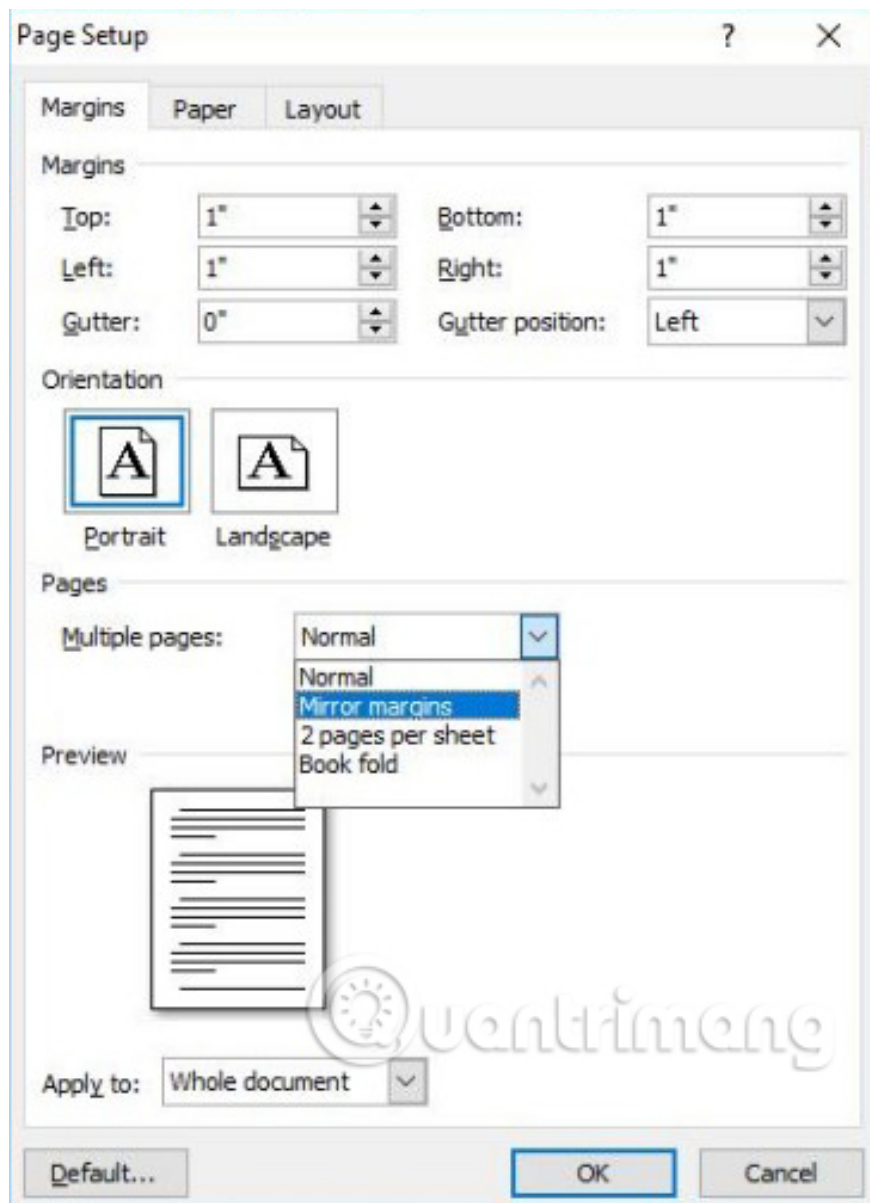 Page Setup ?
Margins Paper Layout
Margins
Top: 1" Bottom: 1"
Left: 1" Right: 1"
Gutter: 0" Gutter position: Left
Orientation
A A
Portrait Landscape
Pages
Multiple pages: Normal
Normal
Mirror margins
2 pages per sheet
Book fold
Preview
Quantrimang
Apply to: Whole document
Default... OK Cancel